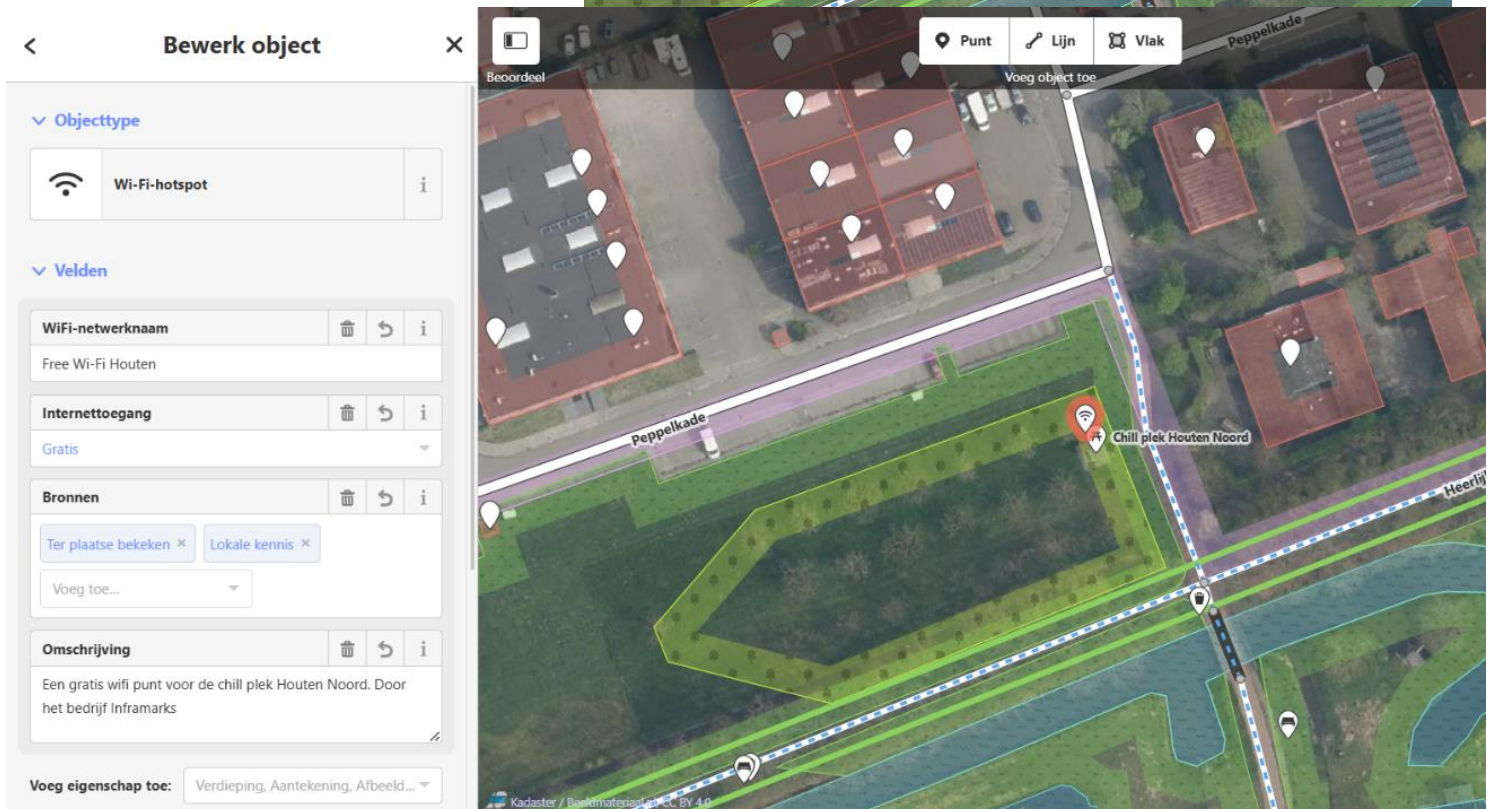 Bewerk object
Objecttype
Wi-Fi-hotspot
i
Velden
WiFi-netwerknaam
i
Free Wi-Fi Houten
Internettoegang
i
Gratis
Bronnen
i
Ter plaatse bekeken ×
Lokale kennis ×
Voeg toe...
Omschrijving
i
Een gratis wifi punt voor de chill plek Houten Noord. Door
het bedrijf Inframarks
Voeg eigenschap toe:
Verdieping, Aantekening, Afbeeld...
Beoordeel
Punt
Lijn
Vlak
Voeg object toe
Peppelkade
Peppelkade
Chill plek Houten Noord
Heerlij
Kadaster / Beeldmateriaal.nl CC BY 4.0